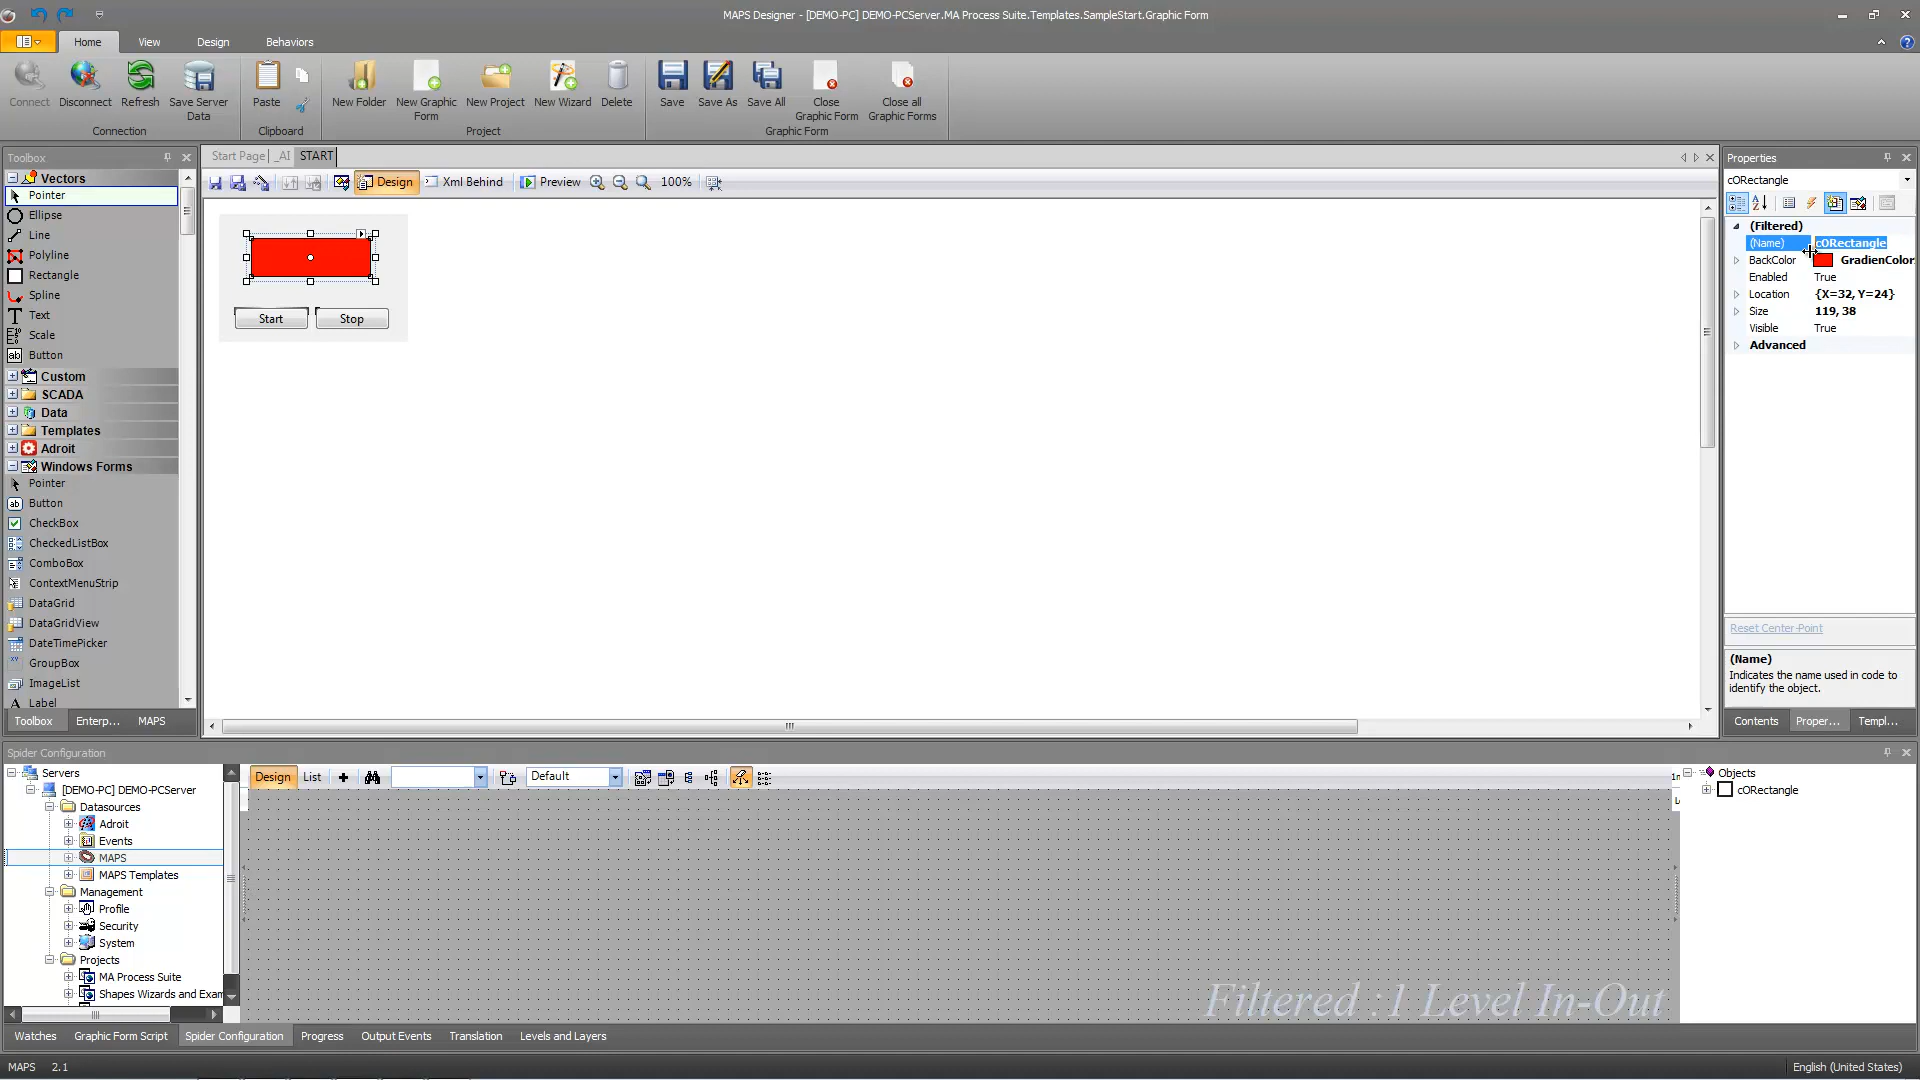 MAPS Designer - [DEMO-PC] DEMO-PCServer.MA Process Suite.Templates.SampleStart.Graphic Form
Home View Design Behaviors
Connect Disconnect Refresh Save Server Data
Connection
Paste
Clipboard
New Folder New Graphic Form New Project New Wizard Delete
Project
Save Save As Save All Close Graphic Form Close all Graphic Forms
Graphic Form
Toolbox
Vectors
Pointer
Ellipse
Line
Polyline
Rectangle
Spline
Text
Scale
Button
Custom
SCADA
Data
Templates
Adroit
Windows Forms
Pointer
Button
CheckBox
CheckedListBox
ComboBox
ContextMenuStrip
DataGrid
DataGridView
DateTimePicker
GroupBox
ImageList
Label
Toolbox Enterp... MAPS
Start Page _AI START
Design Xml Behind Preview 100%
Start Stop
Properties
cORectangle
(Filtered)
(Name) cORectangle
BackColor GradienColor
Enabled True
Location {X=32, Y=24}
Size 119, 38
Visible True
Advanced
Reset Center-Point
(Name)
Indicates the name used in code to
identify the object.
Contents Proper... Templ...
Spider Configuration
Servers
[DEMO-PC] DEMO-PCServer
Datasources
Adroit
Events
MAPS
MAPS Templates
Management
Profile
Security
System
Projects
MA Process Suite
Shapes Wizards and Exam
Design List Default
Filtered :1 Level In-Out
Objects
cORectangle
Watches Graphic Form Script Spider Configuration Progress Output Events Translation Levels and Layers
MAPS 2.1
English (United States)